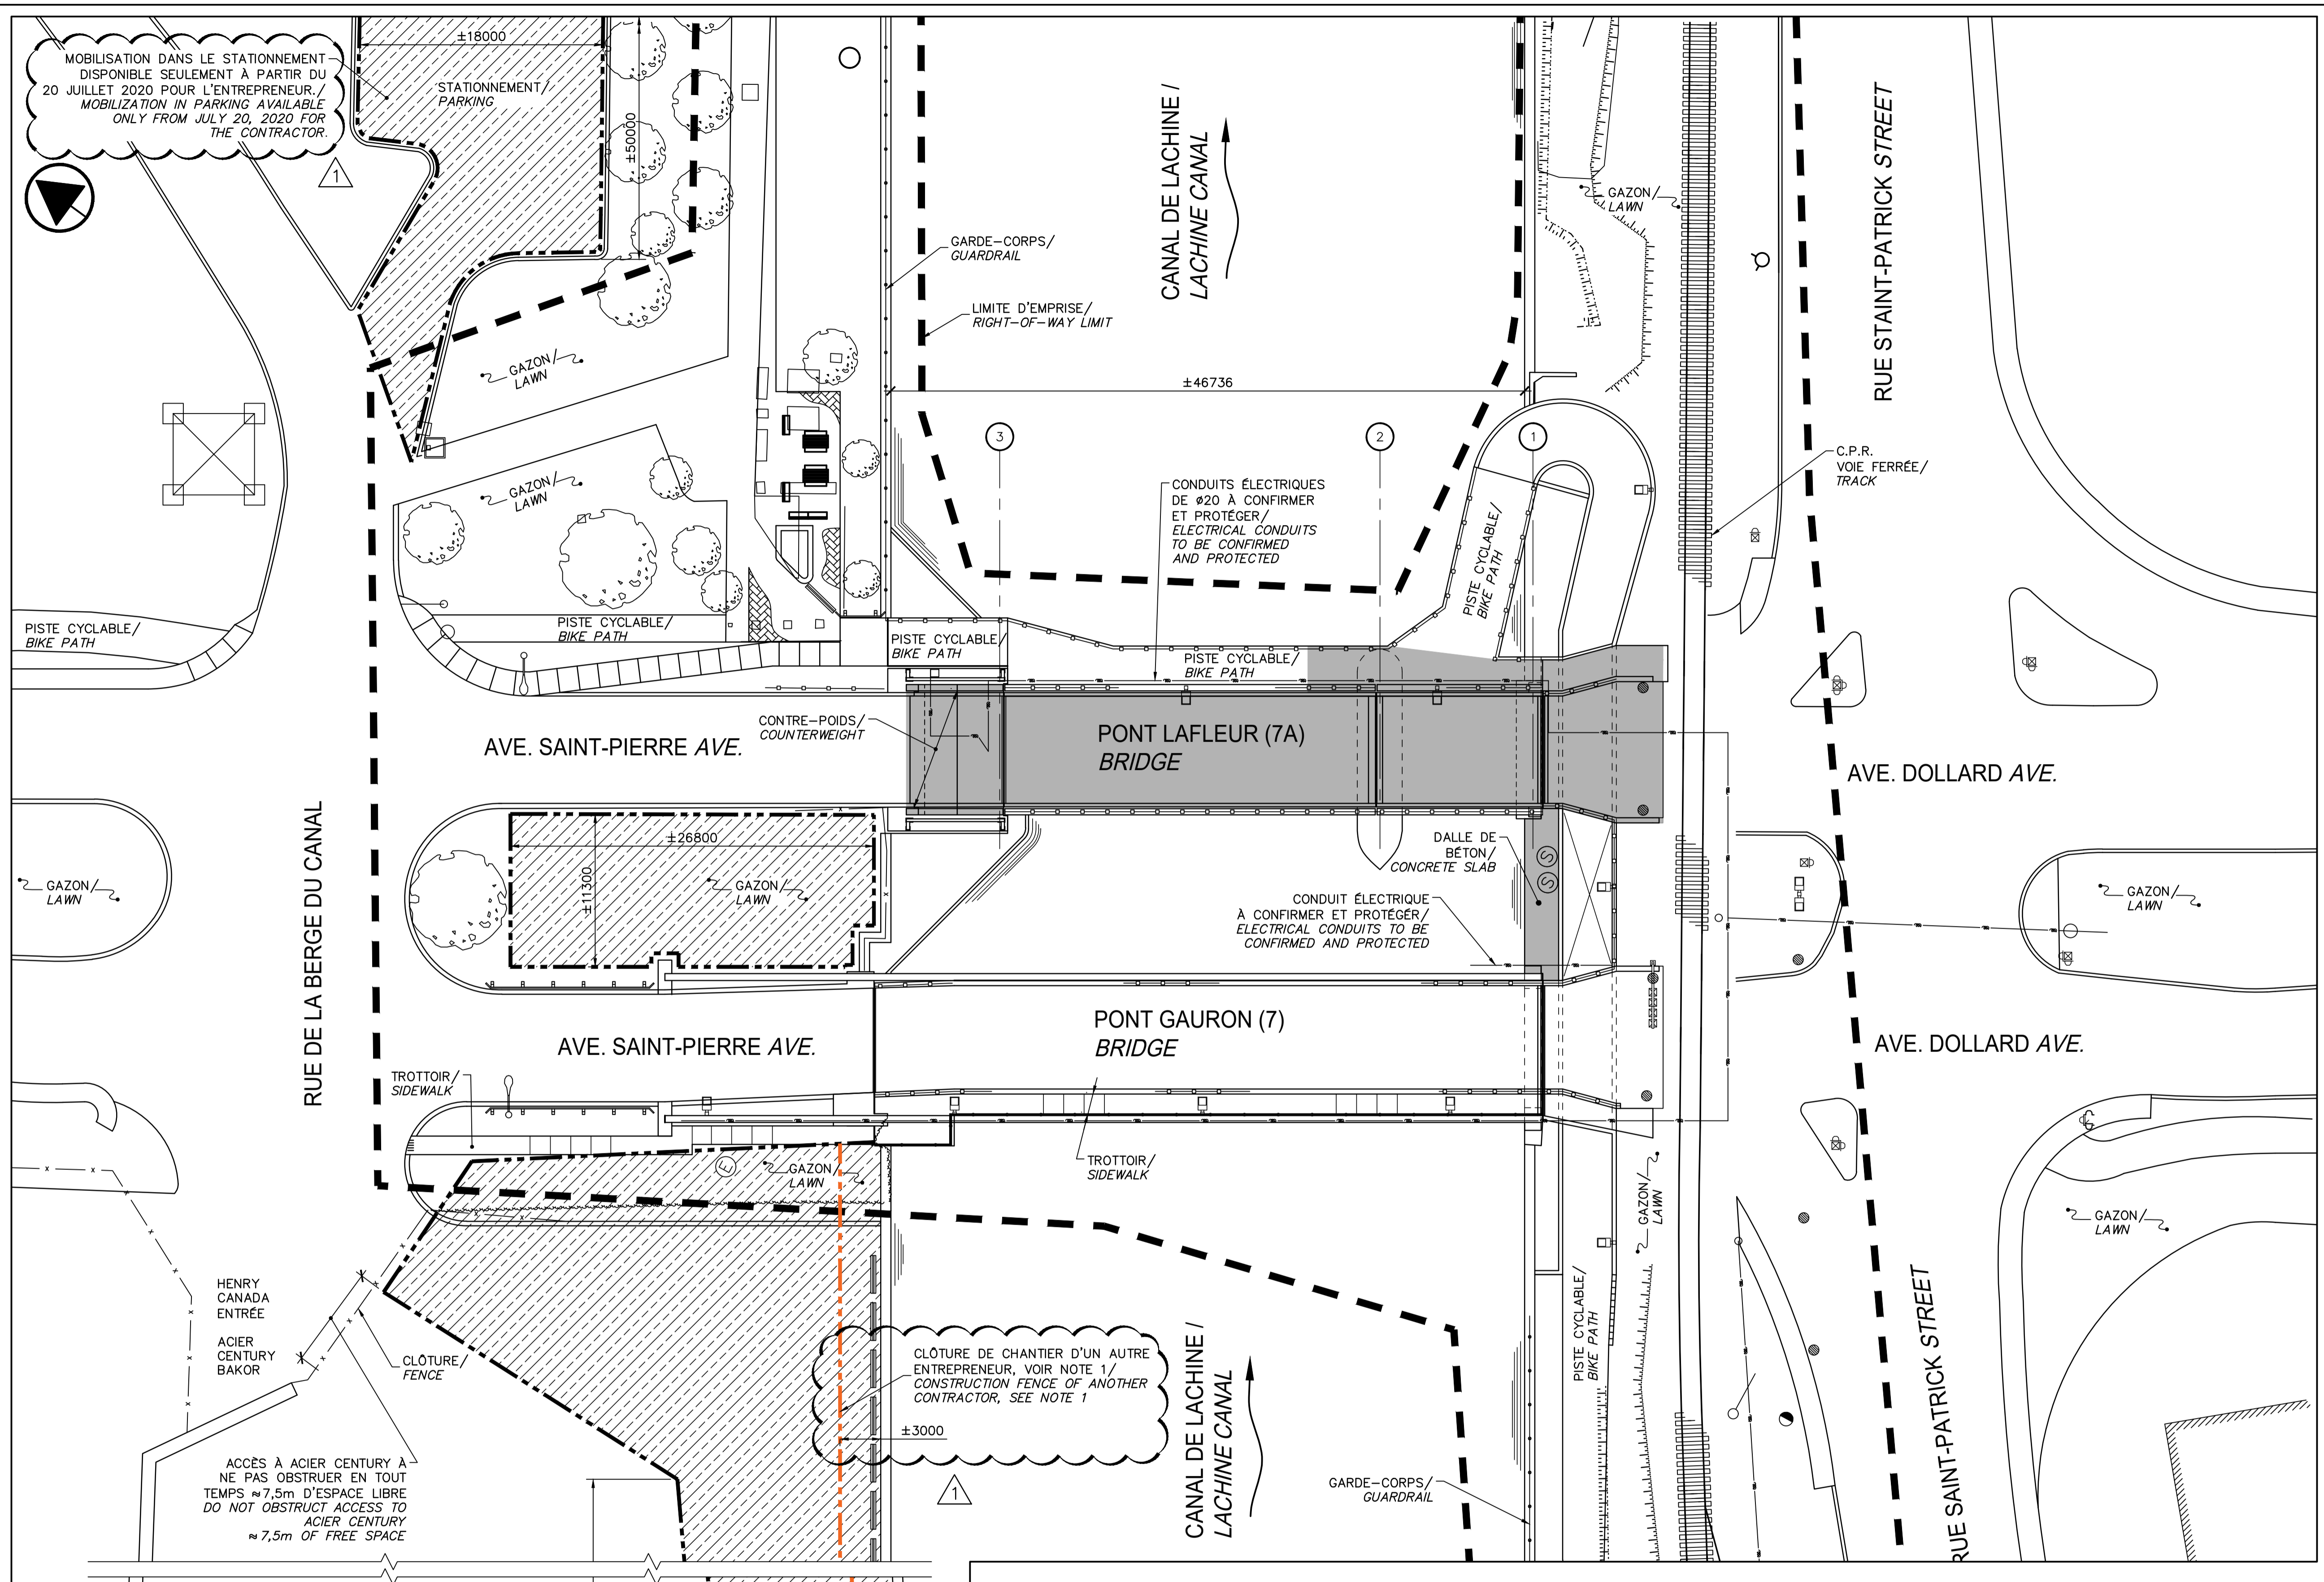 MOBILISATION DANS LE STATIONNEMENT
DISPONIBLE SEULEMENT À PARTIR DU
20 JUILLET 2020 POUR L'ENTREPRENEUR./
MOBILIZATION IN PARKING AVAILABLE
ONLY FROM JULY 20, 2020 FOR
THE CONTRACTOR.
1
±18000
STATIONNEMENT/
PARKING
±50000
CANAL DE LACHINE /
LACHINE CANAL
GARDE-CORPS/
GUARDRAIL
LIMITE D'EMPRISE/
RIGHT-OF-WAY LIMIT
GAZON/
LAWN
RUE STAINT-PATRICK STREET
GAZON/
LAWN
±46736
3
2
1
C.P.R.
VOIE FERRÉE/
TRACK
GAZON/
LAWN
CONDUITS ÉLECTRIQUES
DE ø20 À CONFIRMER
ET PROTÉGER/
ELECTRICAL CONDUITS
TO BE CONFIRMED
AND PROTECTED
PISTE CYCLABLE/
BIKE PATH
PISTE CYCLABLE/
BIKE PATH
PISTE CYCLABLE/
BIKE PATH
PISTE CYCLABLE/
BIKE PATH
PISTE CYCLABLE/
BIKE PATH
CONTRE-POIDS/
COUNTERWEIGHT
AVE. SAINT-PIERRE AVE.
PONT LAFLEUR (7A)
BRIDGE
AVE. DOLLARD AVE.
RUE DE LA BERGE DU CANAL
±26800
±11300
GAZON/
LAWN
GAZON/
LAWN
DALLE DE
BÉTON/
CONCRETE SLAB
S
S
CONDUIT ÉLECTRIQUE
À CONFIRMER ET PROTÉGÉR/
ELECTRICAL CONDUITS TO BE
CONFIRMED AND PROTECTED
GAZON/
LAWN
AVE. SAINT-PIERRE AVE.
PONT GAURON (7)
BRIDGE
AVE. DOLLARD AVE.
TROTTOIR/
SIDEWALK
E
GAZON/
LAWN
TROTTOIR/
SIDEWALK
GAZON/
LAWN
GAZON/
LAWN
HENRY
CANADA
ENTRÉE
ACIER
CENTURY
BAKOR
CLÔTURE/
FENCE
CLÔTURE DE CHANTIER D'UN AUTRE
ENTREPRENEUR, VOIR NOTE 1/
CONSTRUCTION FENCE OF ANOTHER
CONTRACTOR, SEE NOTE 1
±3000
1
CANAL DE LACHINE /
LACHINE CANAL
PISTE CYCLABLE/
BIKE PATH
RUE SAINT-PATRICK STREET
ACCÈS À ACIER CENTURY À
NE PAS OBSTRUER EN TOUT
TEMPS ≈7,5m D'ESPACE LIBRE
DO NOT OBSTRUCT ACCESS TO
ACIER CENTURY
≈7,5m OF FREE SPACE
GARDE-CORPS/
GUARDRAIL